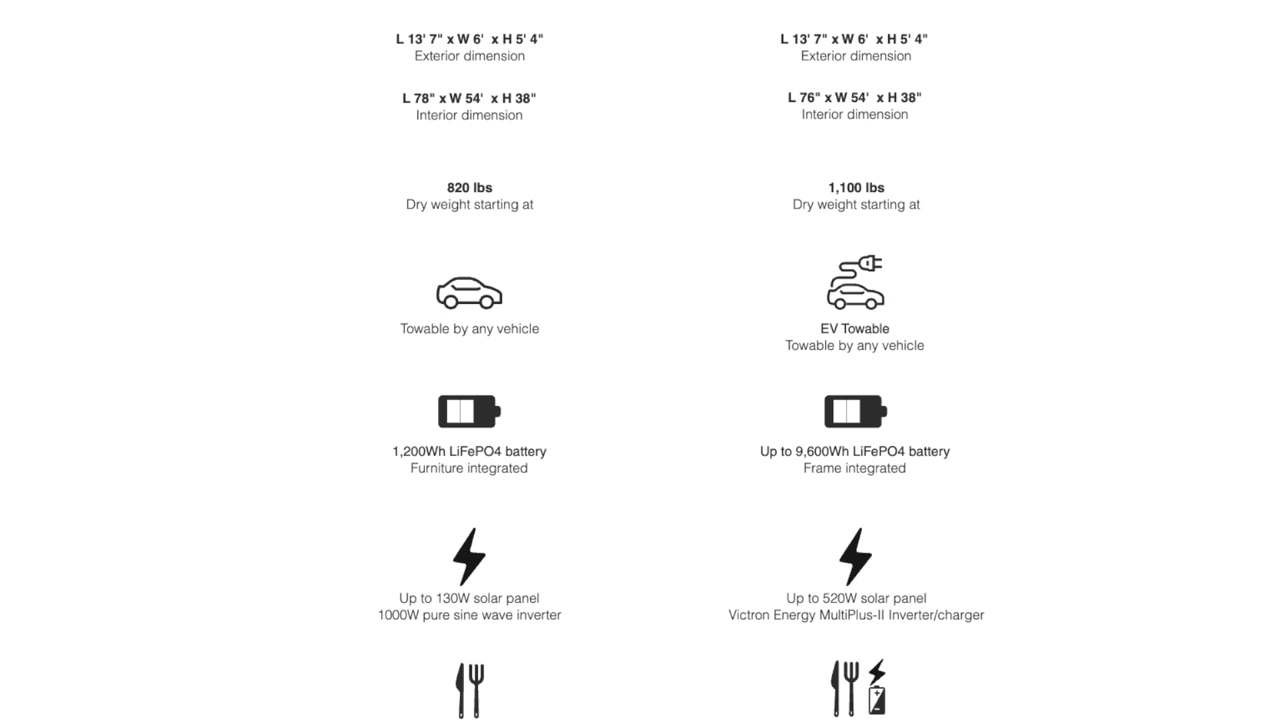 L 13' 7" x W 6'  x H 5' 4"
Exterior dimension
L 78" x W 54'  x H 38"
Interior dimension
820 lbs
Dry weight starting at
Towable by any vehicle
1,200Wh LiFePO4 battery
Furniture integrated
Up to 130W solar panel
1000W pure sine wave inverter
L 13' 7" x W 6'  x H 5' 4"
Exterior dimension
L 76" x W 54'  x H 38"
Interior dimension
1,100 lbs
Dry weight starting at
EV Towable
Towable by any vehicle
Up to 9,600Wh LiFePO4 battery
Frame integrated
Up to 520W solar panel
Victron Energy MultiPlus-II Inverter/charger